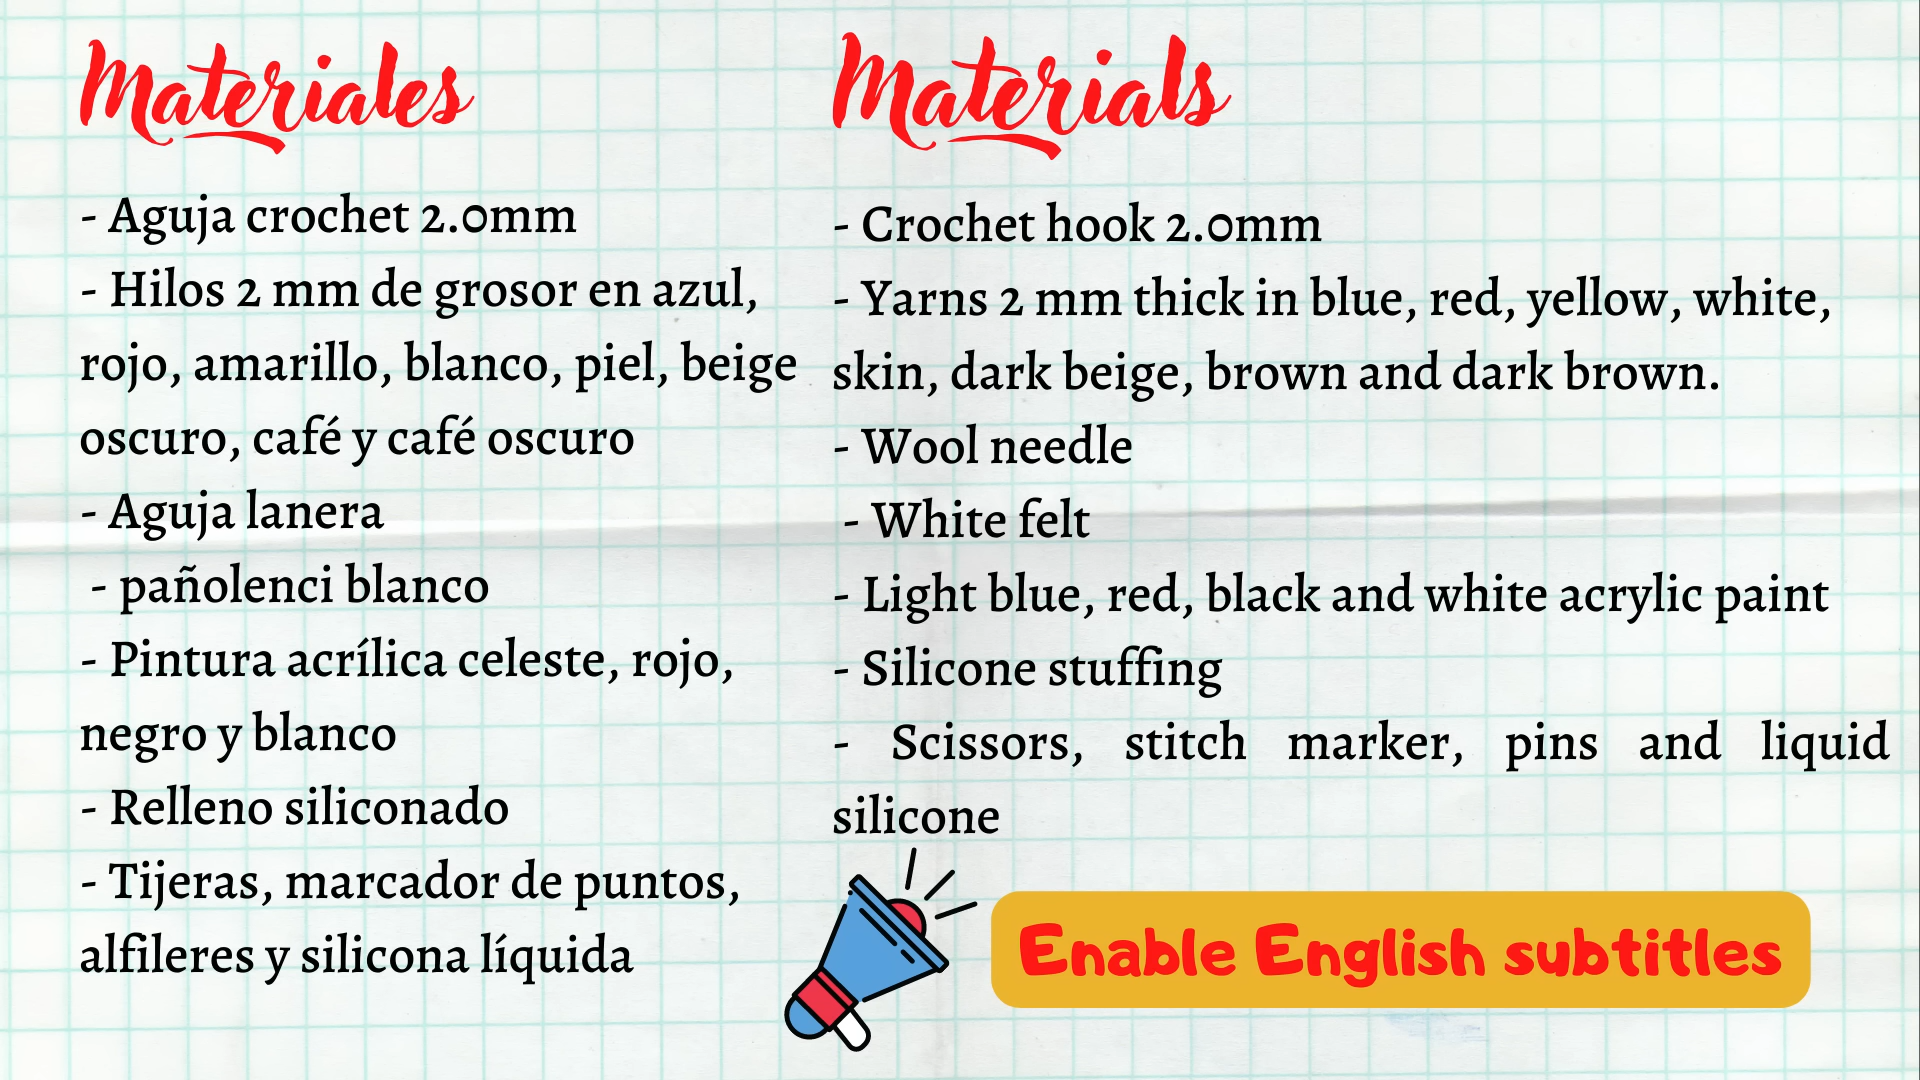 Materiales
- Aguja crochet 2.0mm
- Hilos 2 mm de grosor en azul,
rojo, amarillo, blanco, piel, beige
oscuro, café y café oscuro
- Aguja lanera
- pañolenci blanco
- Pintura acrílica celeste, rojo,
negro y blanco
- Relleno siliconado
- Tijeras, marcador de puntos,
alfileres y silicona líquida
Materials
- Crochet hook 2.0mm
- Yarns 2 mm thick in blue, red, yellow, white,
skin, dark beige, brown and dark brown.
- Wool needle
- White felt
- Light blue, red, black and white acrylic paint
- Silicone stuffing
- Scissors, stitch marker, pins and liquid
silicone
Enable English subtitles